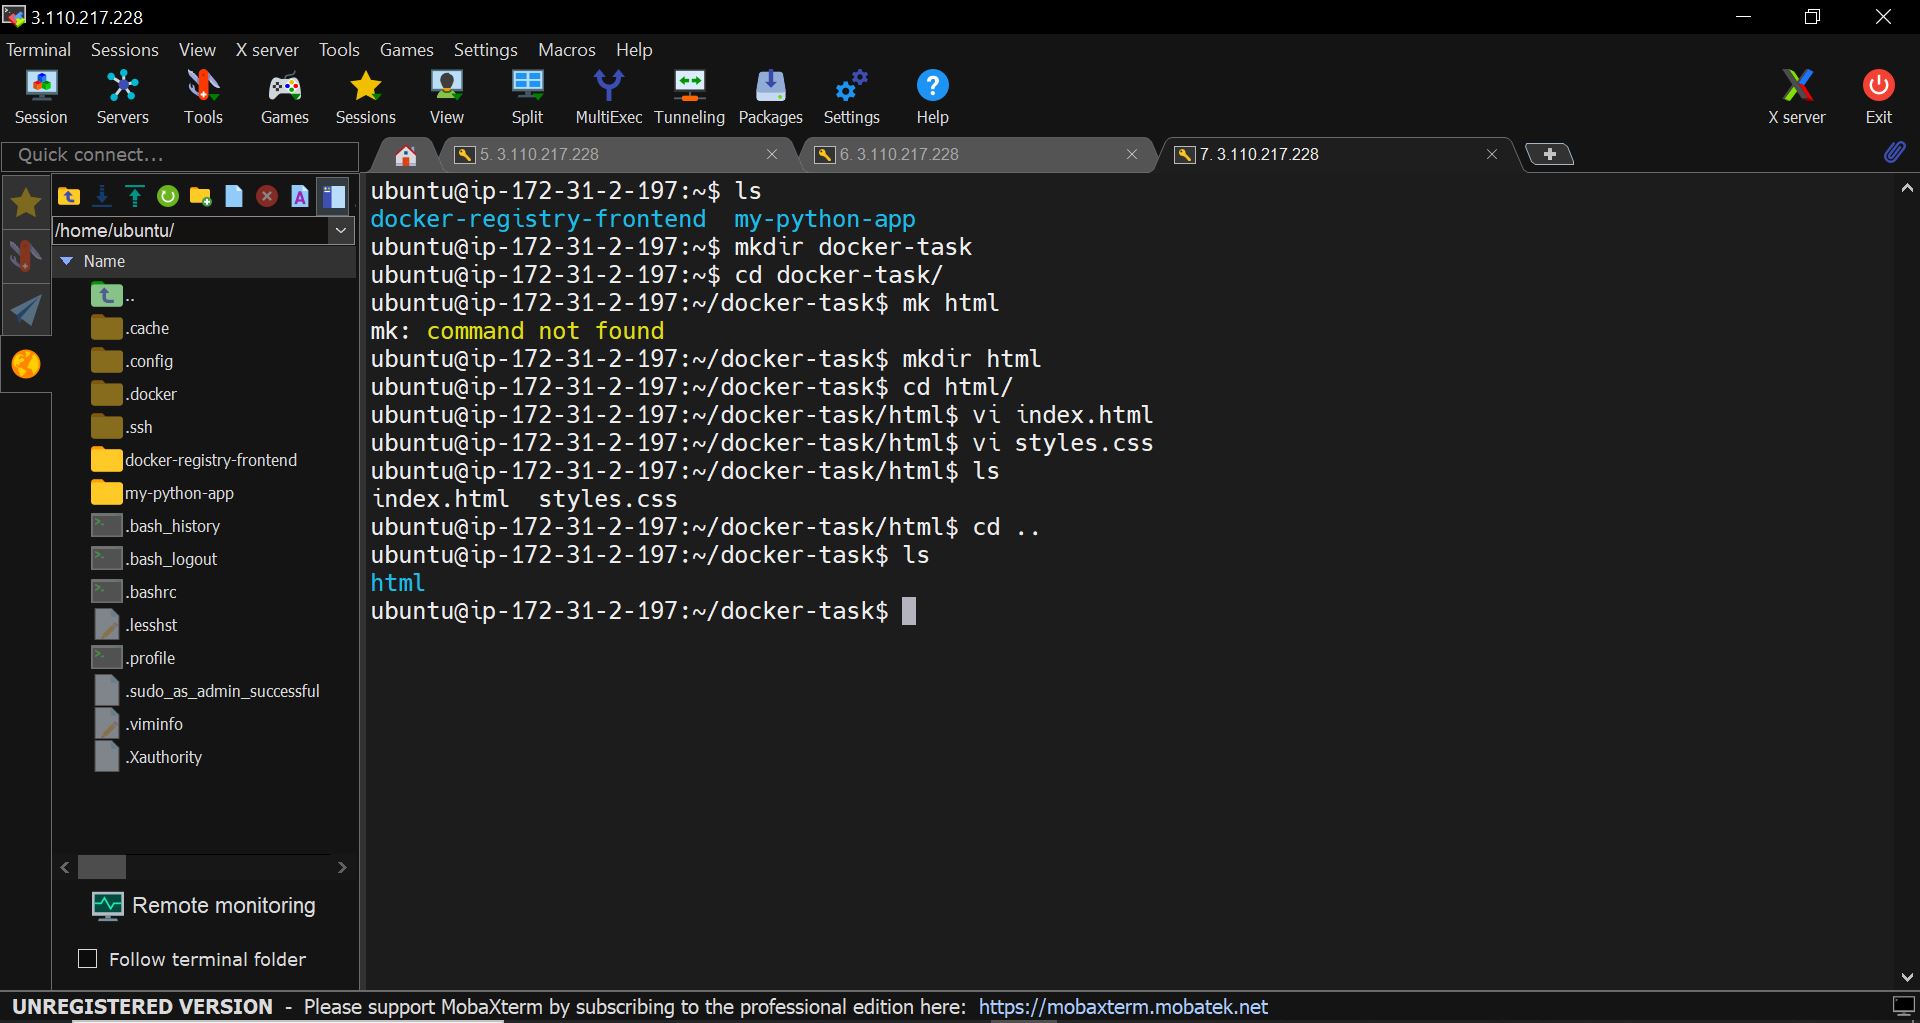 3.110.217.228
Terminal Sessions View X server Tools Games Settings Macros Help
Session Servers Tools Games Sessions View Split MultiExec Tunneling Packages Settings Help X server Exit
Quick connect... 5. 3.110.217.228 6. 3.110.217.228 7. 3.110.217.228
/home/ubuntu/
Name
..
.cache
.config
.docker
.ssh
docker-registry-frontend
my-python-app
.bash_history
.bash_logout
.bashrc
.lesshst
.profile
.sudo_as_admin_successful
.viminfo
.Xauthority
Remote monitoring
Follow terminal folder
ubuntu@ip-172-31-2-197:~$ ls
docker-registry-frontend  my-python-app
ubuntu@ip-172-31-2-197:~$ mkdir docker-task
ubuntu@ip-172-31-2-197:~$ cd docker-task/
ubuntu@ip-172-31-2-197:~/docker-task$ mk html
mk: command not found
ubuntu@ip-172-31-2-197:~/docker-task$ mkdir html
ubuntu@ip-172-31-2-197:~/docker-task$ cd html/
ubuntu@ip-172-31-2-197:~/docker-task/html$ vi index.html
ubuntu@ip-172-31-2-197:~/docker-task/html$ vi styles.css
ubuntu@ip-172-31-2-197:~/docker-task/html$ ls
index.html  styles.css
ubuntu@ip-172-31-2-197:~/docker-task/html$ cd ..
ubuntu@ip-172-31-2-197:~/docker-task$ ls
html
ubuntu@ip-172-31-2-197:~/docker-task$
UNREGISTERED VERSION - Please support MobaXterm by subscribing to the professional edition here: https://mobaxterm.mobatek.net